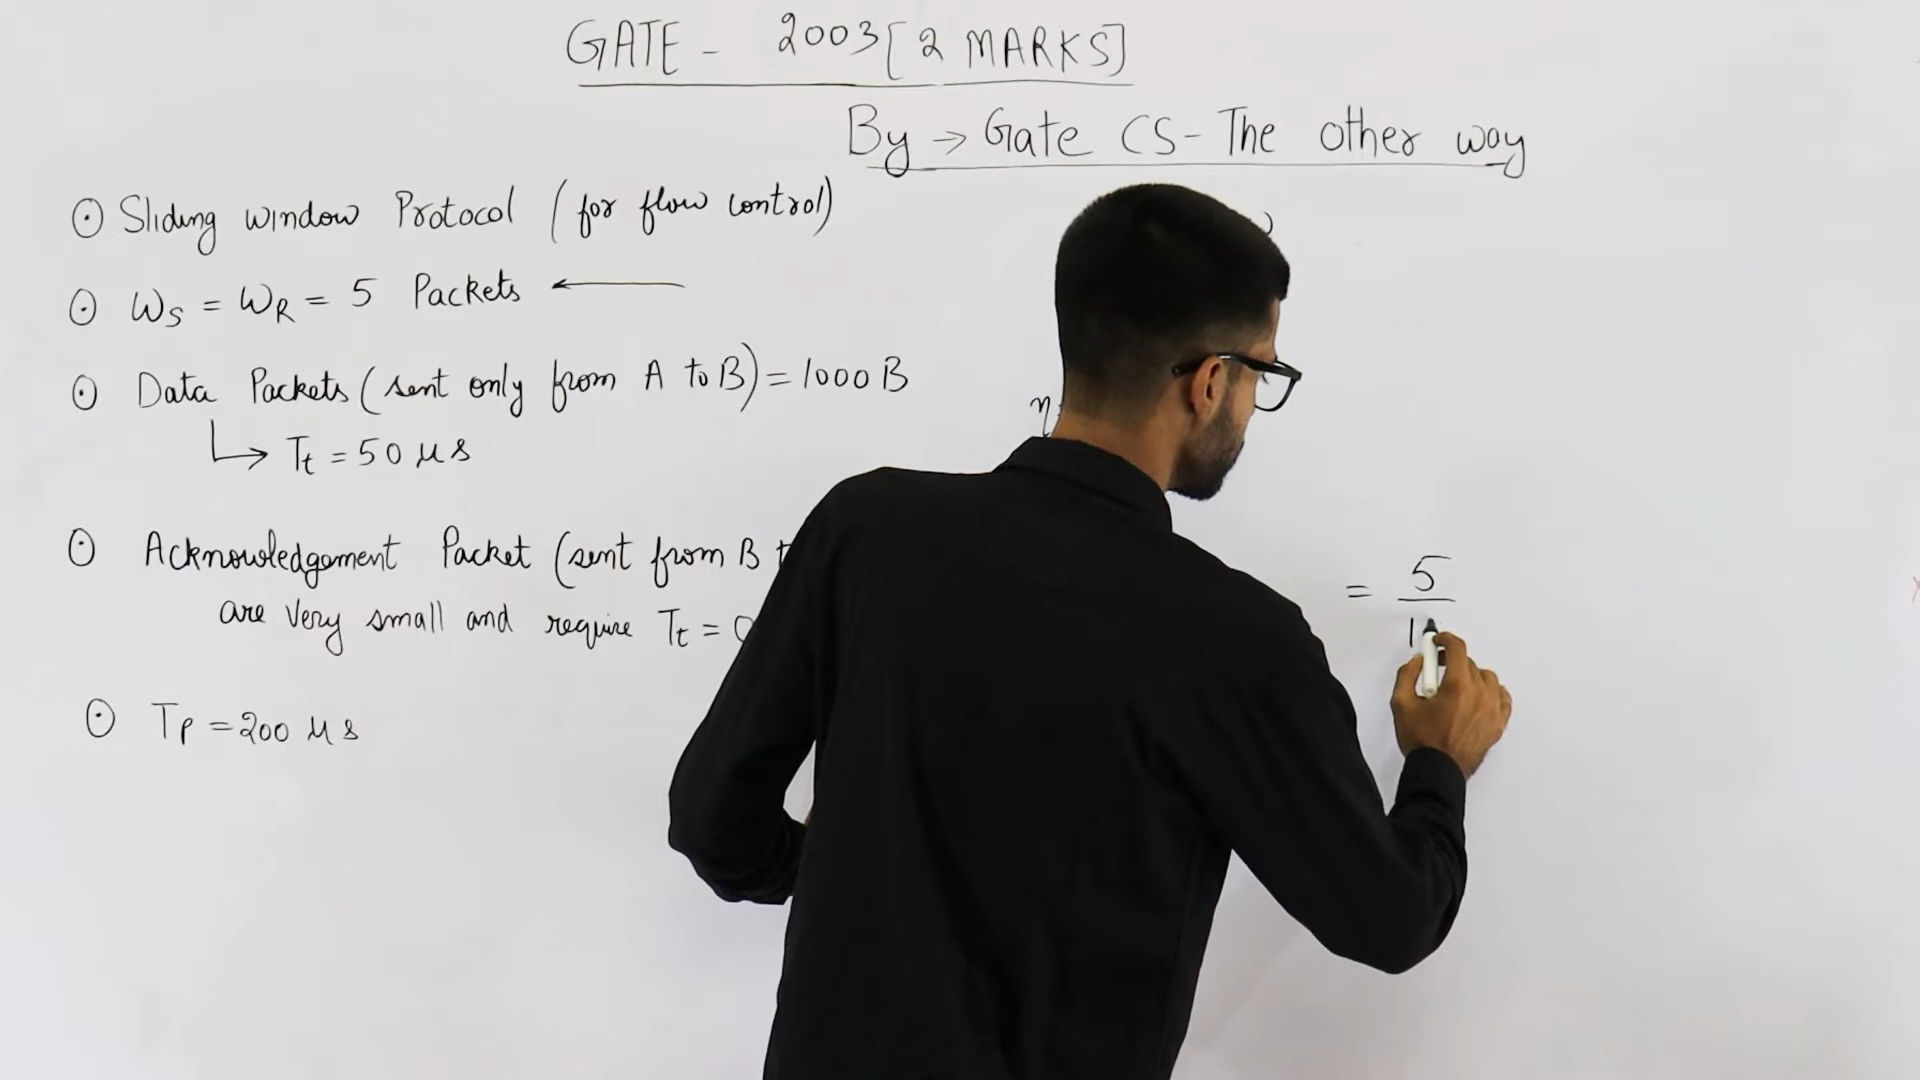 GATE - 2003 [2 MARKS]
By → Gate CS - The other way
⊙ Sliding window Protocol (for flow control)
⊙ Ws = WR = 5 Packets ←
⊙ Data Packets (sent only from A to B) = 1000 B
↳ Tt = 50 μs
⊙ Acknowledgement Packet (sent from B
are very small and require Tt =
⊙ Tp = 200 μs
η
= 5